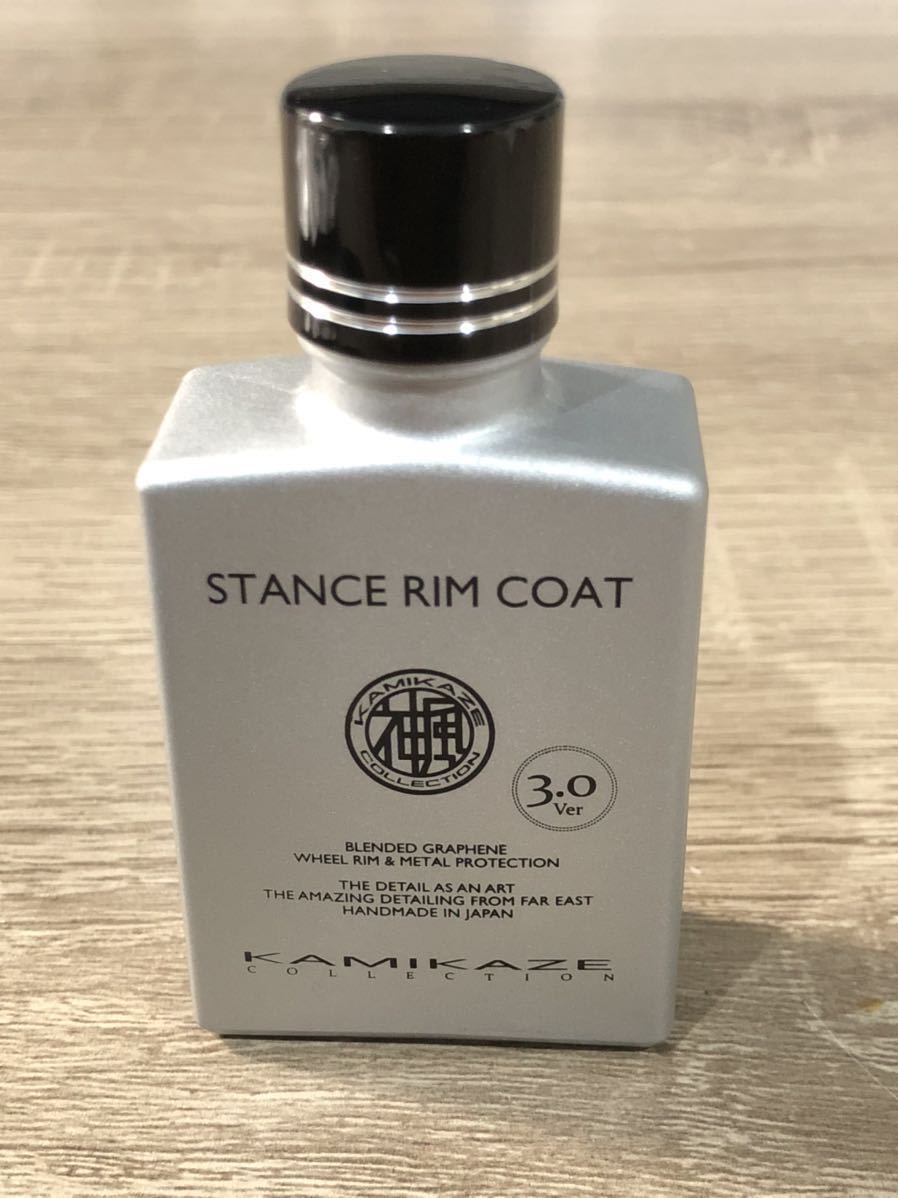 STANCE RIM COAT
KAMIKAZE
神風
COLLECTION
3.0
Ver
BLENDED GRAPHENE
WHEEL RIM & METAL PROTECTION
THE DETAIL AS AN ART
THE AMAZING DETAILING FROM FAR EAST
HANDMADE IN JAPAN
KAMIKAZE
COLLECTION